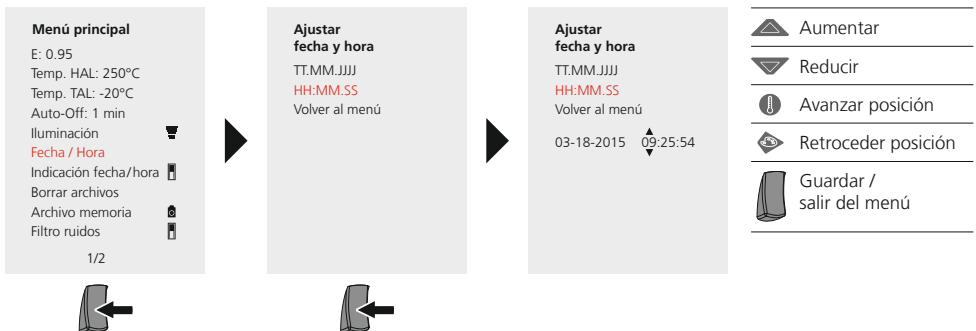 Menú principal
E: 0.95
Temp. HAL: 250°C
Temp. TAL: -20°C
Auto-Off: 1 min
Iluminación
Fecha / Hora
Indicación fecha/hora
Borrar archivos
Archivo memoria
Filtro ruidos
1/2
Ajustar
fecha y hora
TT.MM.JJJJ
HH:MM.SS
Volver al menú
Ajustar
fecha y hora
TT.MM.JJJJ
HH:MM.SS
Volver al menú
03-18-2015 09:25:54
Aumentar
Reducir
Avanzar posición
Retroceder posición
Guardar /
salir del menú